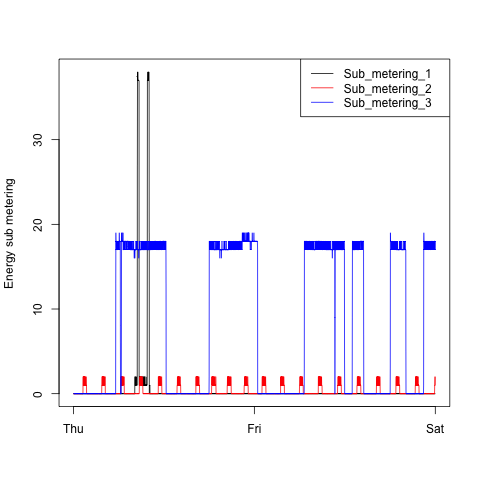 Sub_metering_1
Sub_metering_2
Sub_metering_3
Energy sub metering
30
20
10
0
Thu Fri Sat